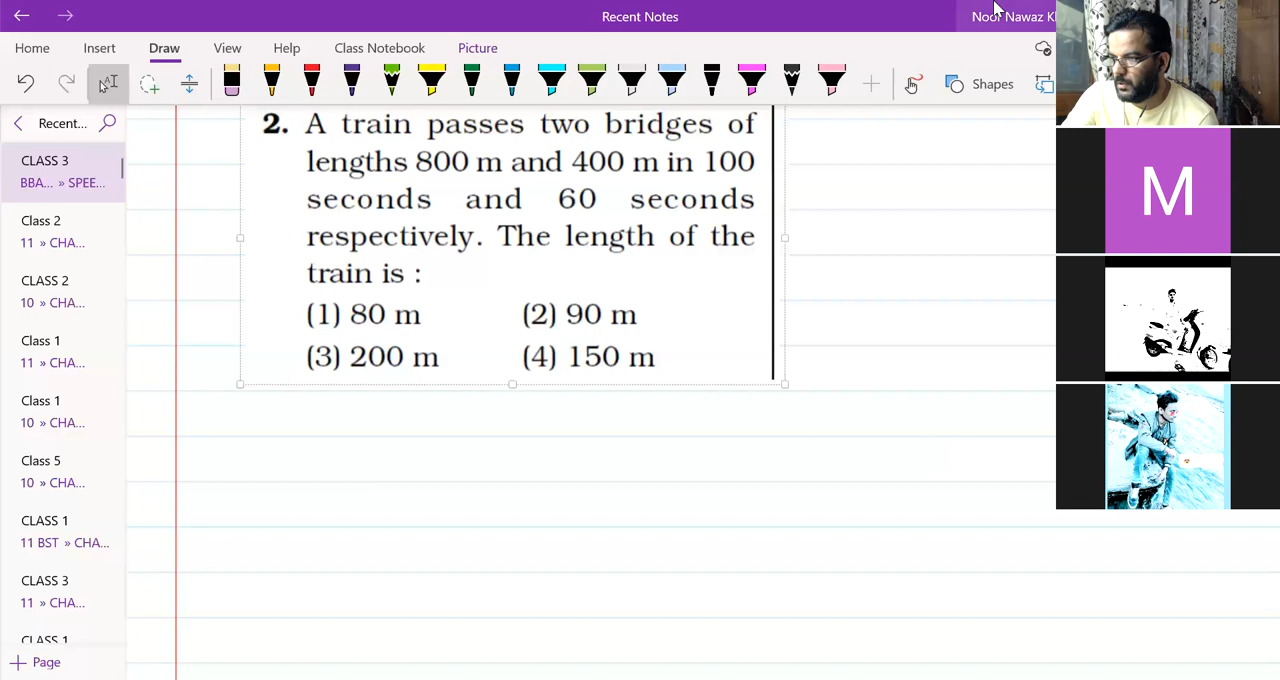 Recent Notes
Noor Nawaz Kh
Home Insert Draw View Help Class Notebook Picture
Shapes
Recent...
CLASS 3
BBA... » SPEE...
Class 2
11 » CHA...
CLASS 2
10 » CHA...
Class 1
11 » CHA...
Class 1
10 » CHA...
Class 5
10 » CHA...
CLASS 1
11 BST » CHA...
CLASS 3
11 » CHA...
CLASS 1
Page
2. A train passes two bridges of
lengths 800 m and 400 m in 100
seconds and 60 seconds
respectively. The length of the
train is :
(1) 80 m (2) 90 m
(3) 200 m (4) 150 m
M